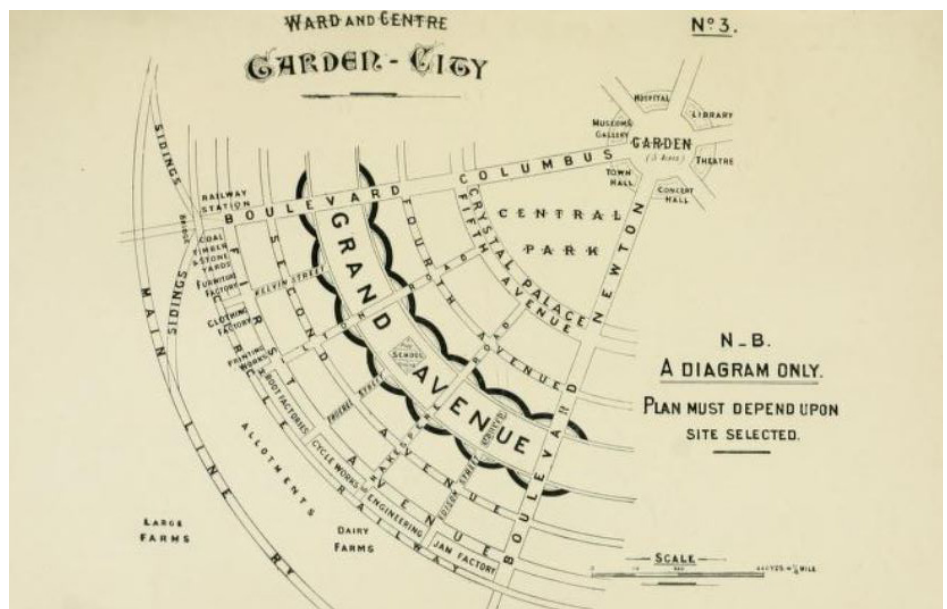 WARD AND CENTRE
GARDEN-CITY
Nº 3.
HOSPITAL
LIBRARY
MUSEUM &
GALLERY
GARDEN
THEATRE
TOWN
HALL
CONCERT
HALL
BOULEVARD COLUMBUS
CENTRAL
PARK
CRYSTAL PALACE
FIFTH AVENUE
FOURTH AVENUE
GRAND AVENUE
SCHOOL
SECOND AVENUE
FIRST AVENUE
KELVIN STREET
EDISON STREET
BOULEVARD NEWTON
SIDINGS
RAILWAY
STATION
BRIDGE
COAL
TIMBER
& STONE
YARDS
FURNITURE
FACTORY
CLOTHING
FACTORY
PRINTING
WORKS
BOOT FACTORIES
CYCLE WORKS
ENGINEERING
JAM FACTORY
CIRCLE RAILWAY
SIDINGS
MAIN LINE RY
ALLOTMENTS
LARGE
FARMS
DAIRY
FARMS
N-B.
A DIAGRAM ONLY.
PLAN MUST DEPEND UPON
SITE SELECTED.
SCALE